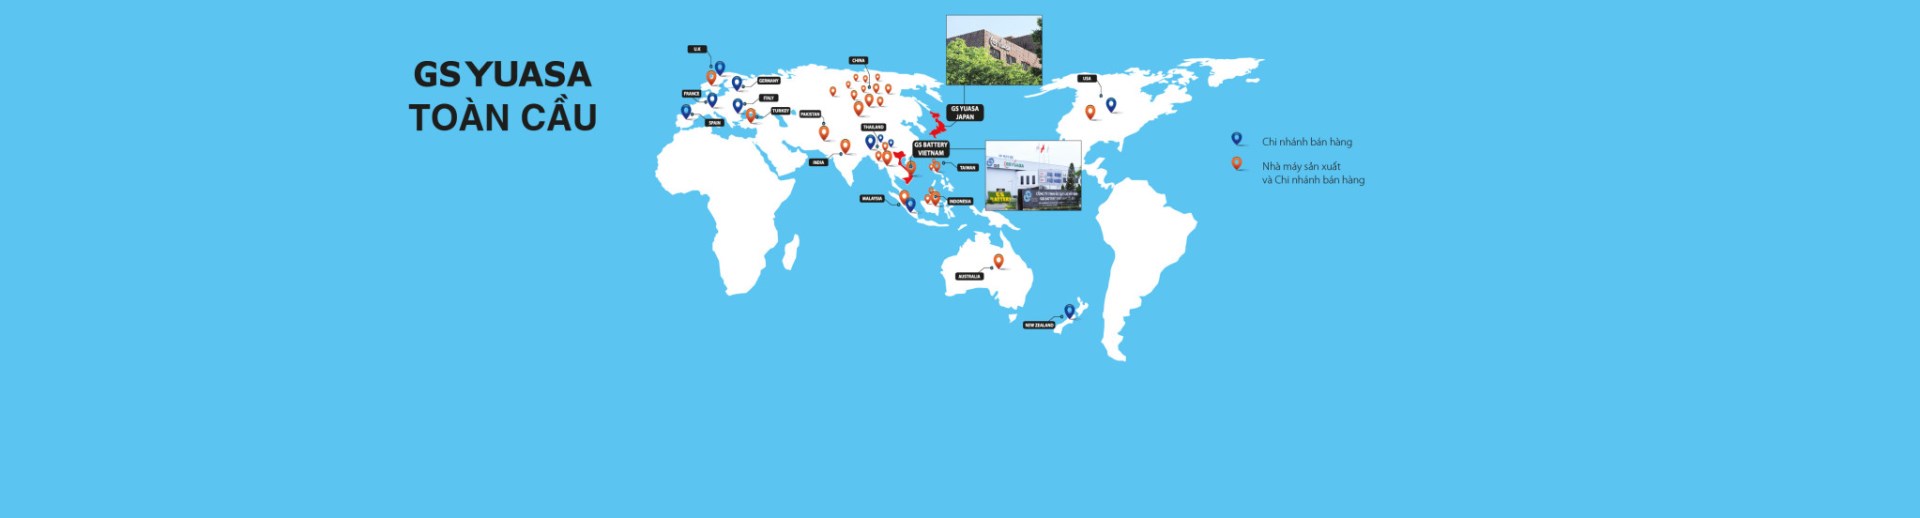 GS YUASA
TOÀN CẦU
UK
GERMANY
FRANCE
ITALY
TURKEY
SPAIN
PAKISTAN
INDIA
CHINA
THAILAND
GS YUASA
JAPAN
GS BATTERY
VIETNAM
TAIWAN
MALAYSIA
INDONESIA
AUSTRALIA
NEW ZEALAND
USA
Chi nhánh bán hàng
Nhà máy sản xuất
và Chi nhánh bán hàng